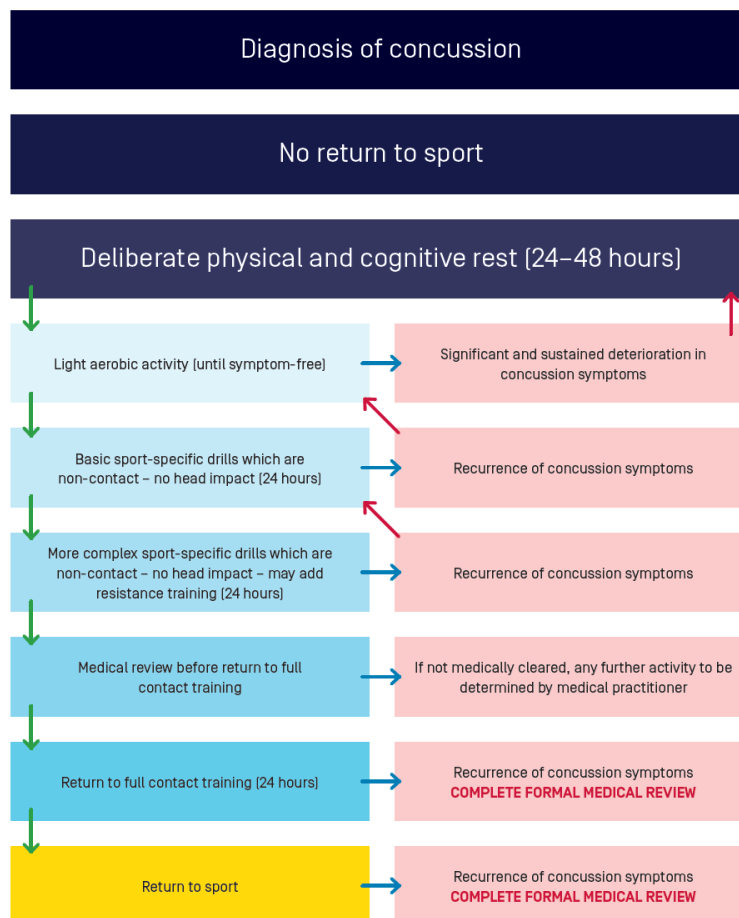 Diagnosis of concussion
No return to sport
Deliberate physical and cognitive rest (24–48 hours)
Light aerobic activity (until symptom-free)
Significant and sustained deterioration in
concussion symptoms
Basic sport-specific drills which are
non-contact – no head impact (24 hours)
Recurrence of concussion symptoms
More complex sport-specific drills which are
non-contact – no head impact – may add
resistance training (24 hours)
Recurrence of concussion symptoms
Medical review before return to full
contact training
If not medically cleared, any further activity to be
determined by medical practitioner
Return to full contact training (24 hours)
Recurrence of concussion symptoms
COMPLETE FORMAL MEDICAL REVIEW
Return to sport
Recurrence of concussion symptoms
COMPLETE FORMAL MEDICAL REVIEW